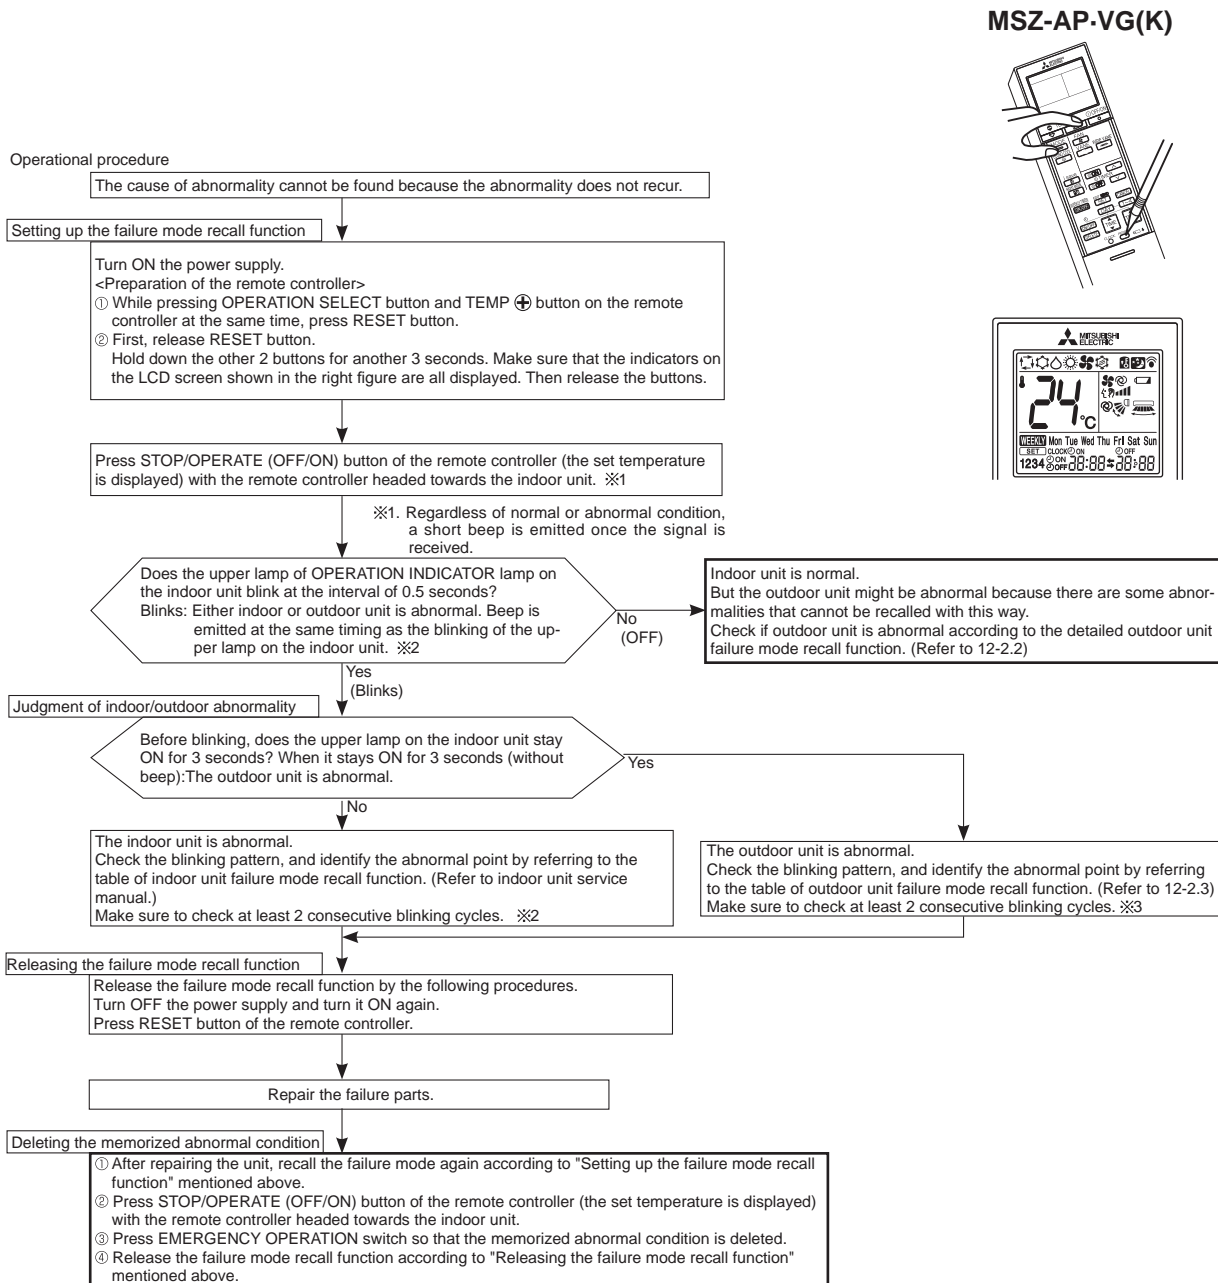 MSZ-AP·VG(K)
Operational procedure
The cause of abnormality cannot be found because the abnormality does not recur.
Setting up the failure mode recall function
Turn ON the power supply.
<Preparation of the remote controller>
① While pressing OPERATION SELECT button and TEMP ⊕ button on the remote
controller at the same time, press RESET button.
② First, release RESET button.
Hold down the other 2 buttons for another 3 seconds. Make sure that the indicators on
the LCD screen shown in the right figure are all displayed. Then release the buttons.
MITSUBISHI
ELECTRIC
24°C
WEEKLY Mon Tue Wed Thu Fri Sat Sun
SET CLOCK ON OFF
1234 ON OFF 88:88 88:88
Press STOP/OPERATE (OFF/ON) button of the remote controller (the set temperature
is displayed) with the remote controller headed towards the indoor unit. ※1
※1. Regardless of normal or abnormal condition,
a short beep is emitted once the signal is
received.
Does the upper lamp of OPERATION INDICATOR lamp on
the indoor unit blink at the interval of 0.5 seconds?
Blinks: Either indoor or outdoor unit is abnormal. Beep is
emitted at the same timing as the blinking of the up-
per lamp on the indoor unit. ※2
No
(OFF)
Indoor unit is normal.
But the outdoor unit might be abnormal because there are some abnor-
malities that cannot be recalled with this way.
Check if outdoor unit is abnormal according to the detailed outdoor unit
failure mode recall function. (Refer to 12-2.2)
Yes
(Blinks)
Judgment of indoor/outdoor abnormality
Before blinking, does the upper lamp on the indoor unit stay
ON for 3 seconds? When it stays ON for 3 seconds (without
beep):The outdoor unit is abnormal.
Yes
No
The indoor unit is abnormal.
Check the blinking pattern, and identify the abnormal point by referring to the
table of indoor unit failure mode recall function. (Refer to indoor unit service
manual.)
Make sure to check at least 2 consecutive blinking cycles. ※2
The outdoor unit is abnormal.
Check the blinking pattern, and identify the abnormal point by referring
to the table of outdoor unit failure mode recall function. (Refer to 12-2.3)
Make sure to check at least 2 consecutive blinking cycles. ※3
Releasing the failure mode recall function
Release the failure mode recall function by the following procedures.
Turn OFF the power supply and turn it ON again.
Press RESET button of the remote controller.
Repair the failure parts.
Deleting the memorized abnormal condition
① After repairing the unit, recall the failure mode again according to "Setting up the failure mode recall
function" mentioned above.
② Press STOP/OPERATE (OFF/ON) button of the remote controller (the set temperature is displayed)
with the remote controller headed towards the indoor unit.
③ Press EMERGENCY OPERATION switch so that the memorized abnormal condition is deleted.
④ Release the failure mode recall function according to "Releasing the failure mode recall function"
mentioned above.